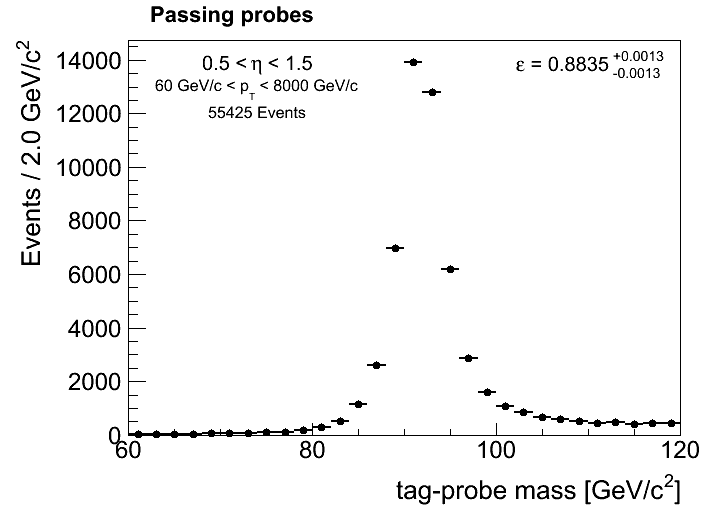 Passing probes
0.5 < η < 1.5
60 GeV/c < p_T < 8000 GeV/c
55425 Events
ε = 0.8835 +0.0013 -0.0013
Events / 2.0 GeV/c²
14000
12000
10000
8000
6000
4000
2000
0
60 80 100 120
tag-probe mass [GeV/c²]